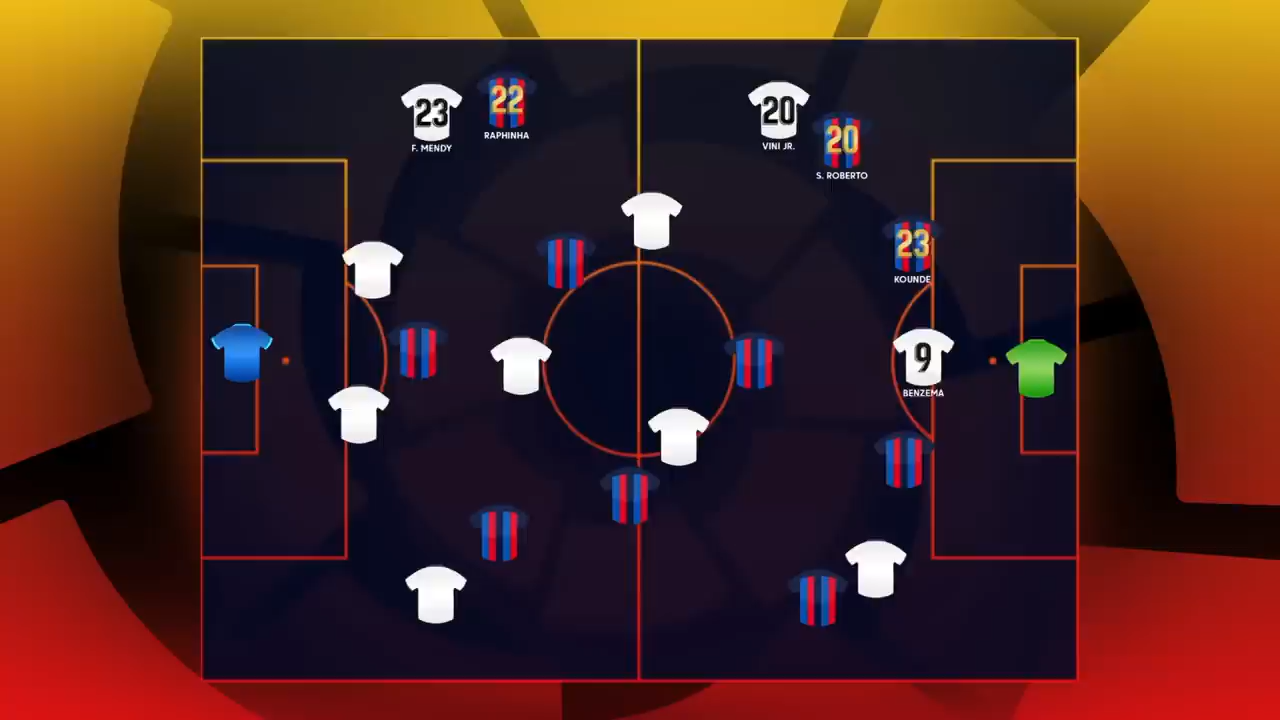 23
F. MENDY
22
RAPHINHA
20
VINI JR.
20
S. ROBERTO
23
KOUNDE
9
BENZEMA